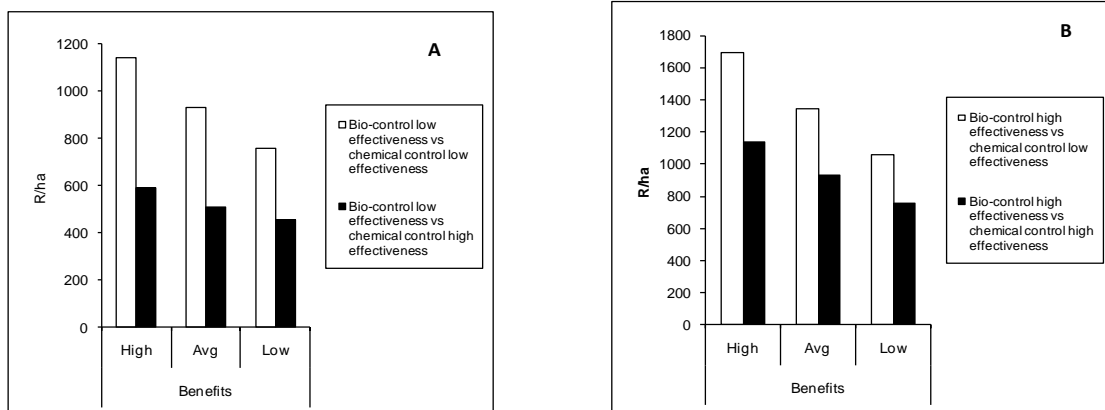 A
1200
1000
800
600
400
200
0
R/ha
High
Avg
Low
Benefits
Bio-control low
effectiveness vs
chemical control low
effectiveness
Bio-control low
effectiveness vs
chemical control high
effectiveness
B
1800
1600
1400
1200
1000
800
600
400
200
0
R/ha
High
Avg
Low
Benefits
Bio-control high
effectiveness vs
chemical control low
effectiveness
Bio-control high
effectiveness vs
chemical control high
effectiveness